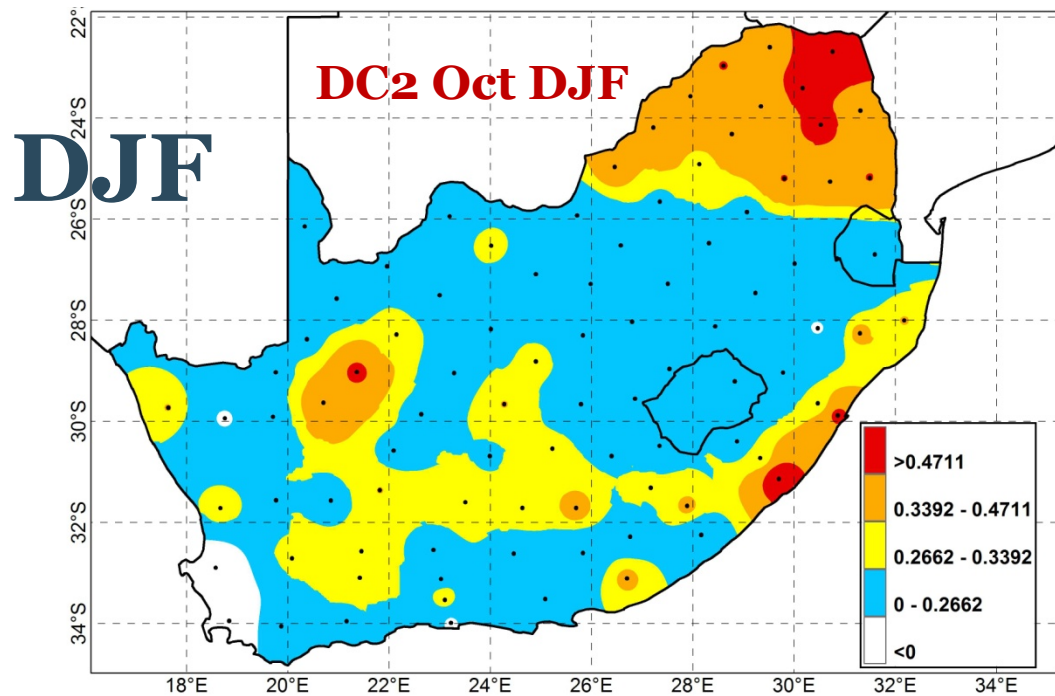 DC2 Oct DJF
DJF
22°
24°S
26°S
28°S
30°S
32°S
34°S
>0.4711
0.3392 - 0.4711
0.2662 - 0.3392
0 - 0.2662
<0
18°E 20°E 22°E 24°E 26°E 28°E 30°E 32°E 34°E